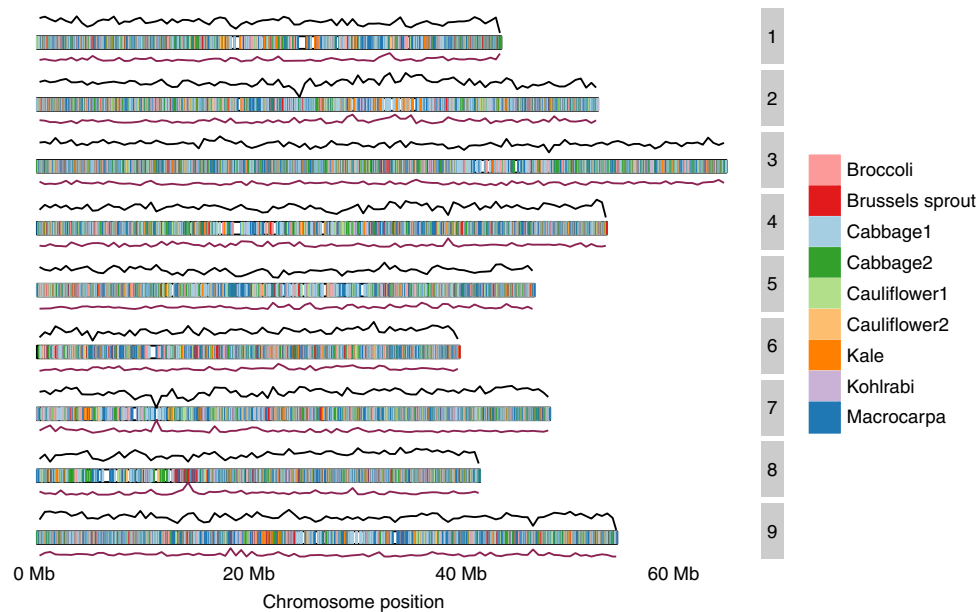 1
2
3
4
5
6
7
8
9
Broccoli
Brussels sprout
Cabbage1
Cabbage2
Cauliflower1
Cauliflower2
Kale
Kohlrabi
Macrocarpa
0 Mb 20 Mb 40 Mb 60 Mb
Chromosome position